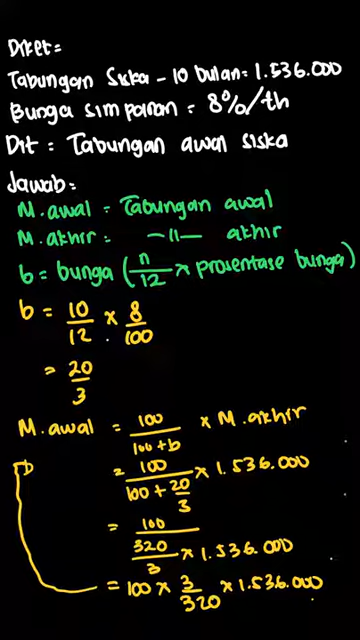 Diket =
Tabungan Siska - 10 bulan = 1.536.000
Bunga simpanan = 8%/th
Dit = Tabungan awal siska
Jawab =
M.awal = Tabungan awal
M.akhir = -11- akhir
b = bunga (n/12 × prosentase bunga)
b = 10/12 × 8/100
= 20/3
M.awal = 100/(100+b) × M.akhir
= 100/(100 + 20/3) × 1.536.000
= 100/(320/3) × 1.536.000
= 100 × 3/320 × 1.536.000